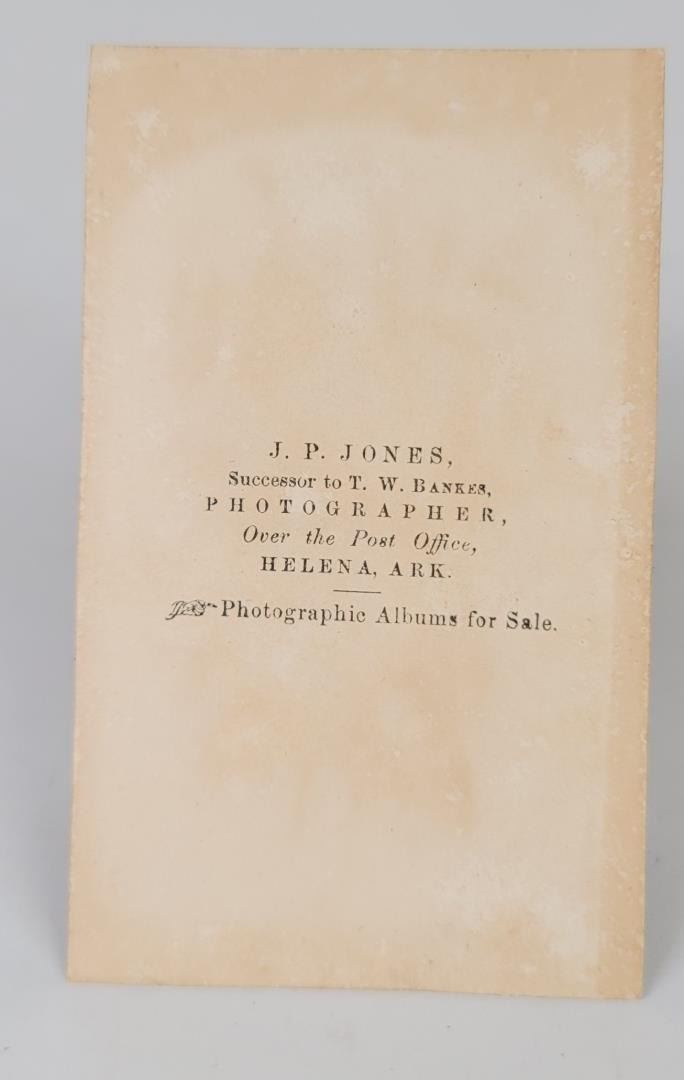 J. P. JONES,
Successor to T. W. BANKES,
PHOTOGRAPHER,
Over the Post Office,
HELENA, ARK.
☞Photographic Albums for Sale.